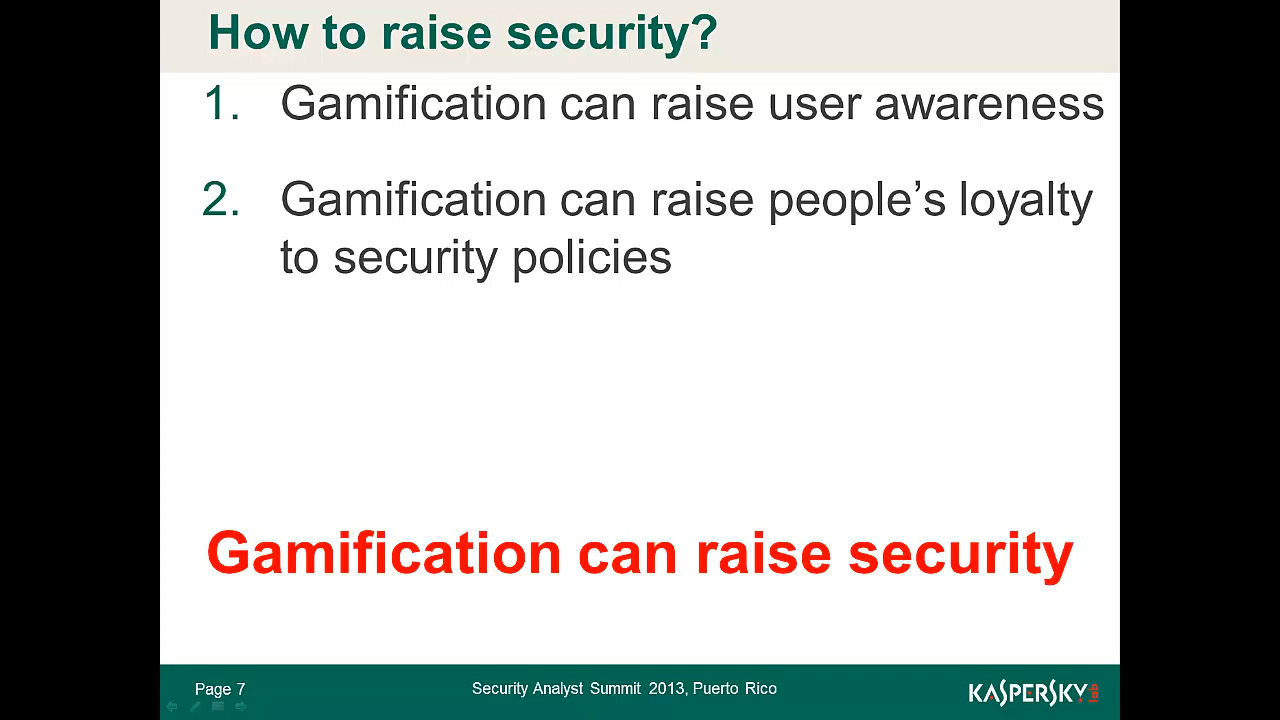 How to raise security?
1. Gamification can raise user awareness
2. Gamification can raise people’s loyalty
to security policies
Gamification can raise security
Page 7
Security Analyst Summit 2013, Puerto Rico
KASPERSKY lab